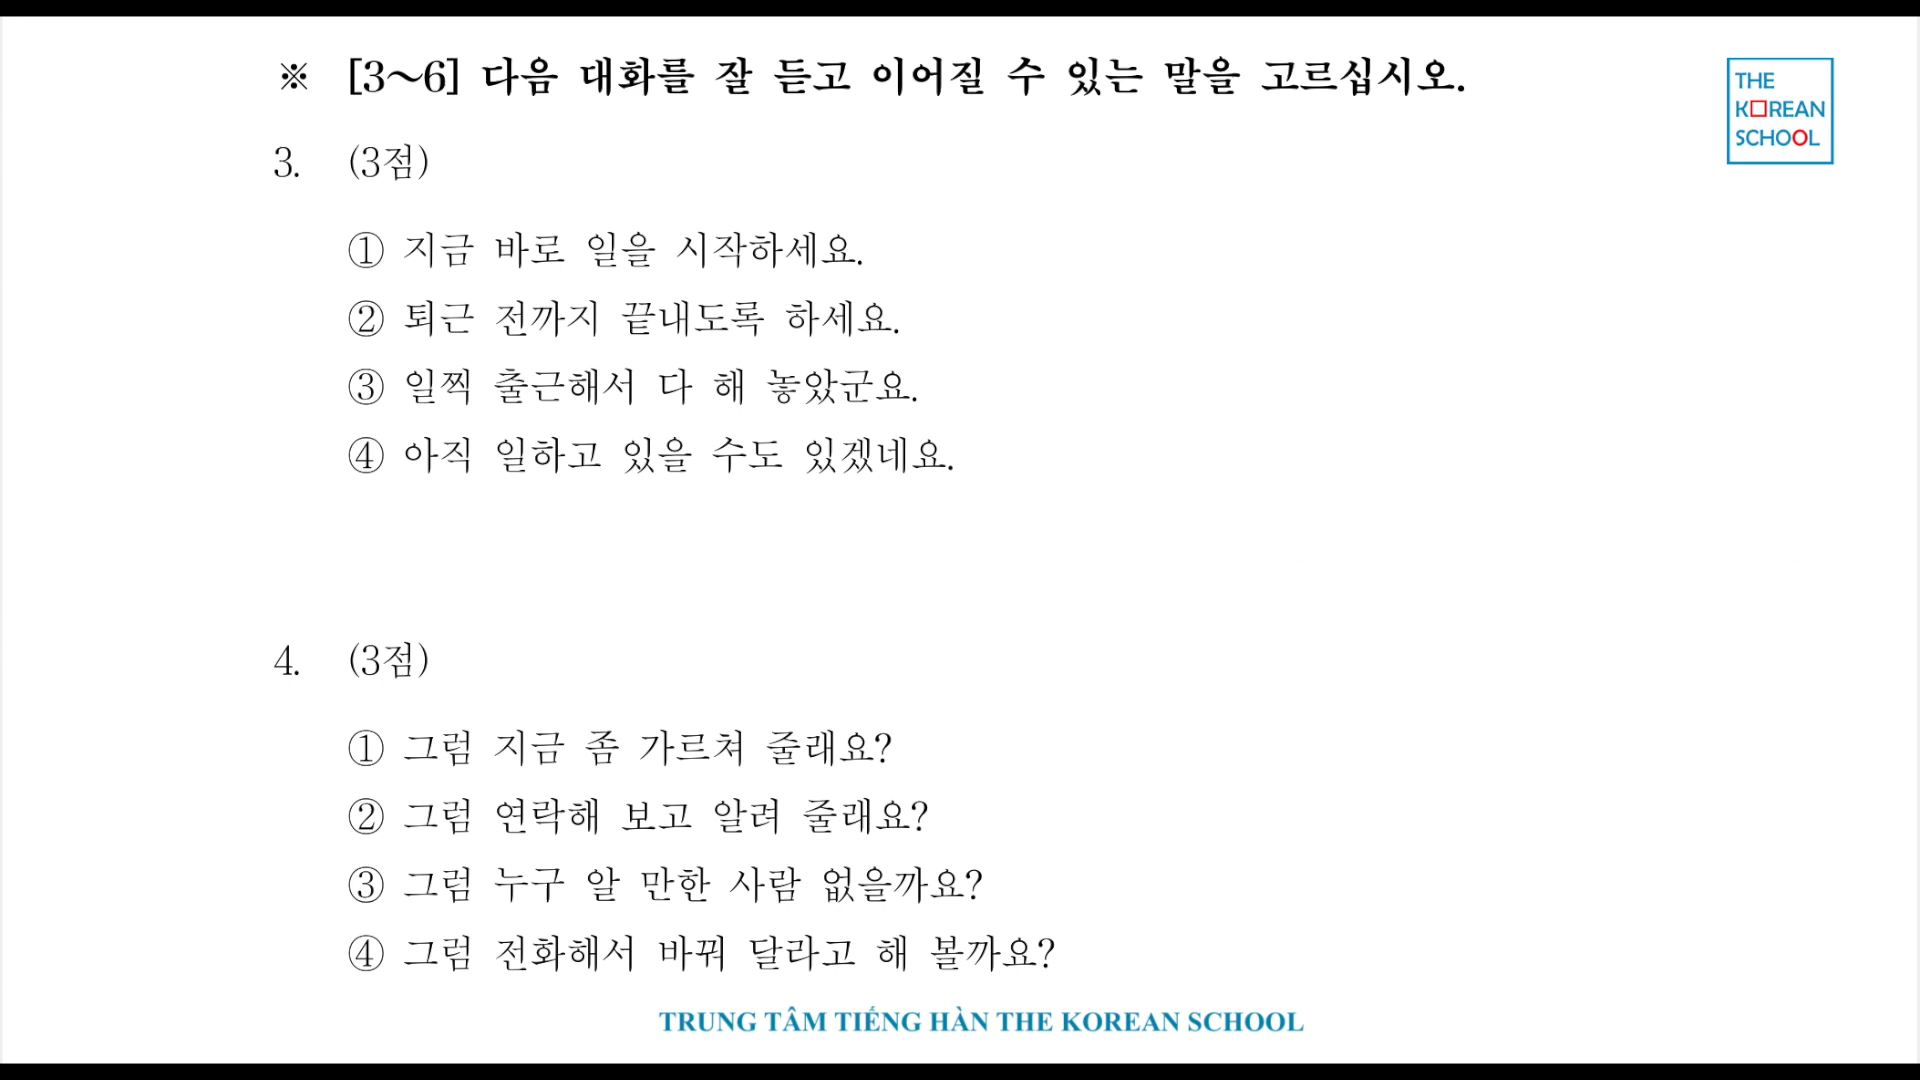 ※ [3～6] 다음 대화를 잘 듣고 이어질 수 있는 말을 고르십시오.
THE
KOREAN
SCHOOL
3. (3점)
① 지금 바로 일을 시작하세요.
② 퇴근 전까지 끝내도록 하세요.
③ 일찍 출근해서 다 해 놓았군요.
④ 아직 일하고 있을 수도 있겠네요.
4. (3점)
① 그럼 지금 좀 가르쳐 줄래요?
② 그럼 연락해 보고 알려 줄래요?
③ 그럼 누구 알 만한 사람 없을까요?
④ 그럼 전화해서 바꿔 달라고 해 볼까요?
TRUNG TÂM TIẾNG HÀN THE KOREAN SCHOOL